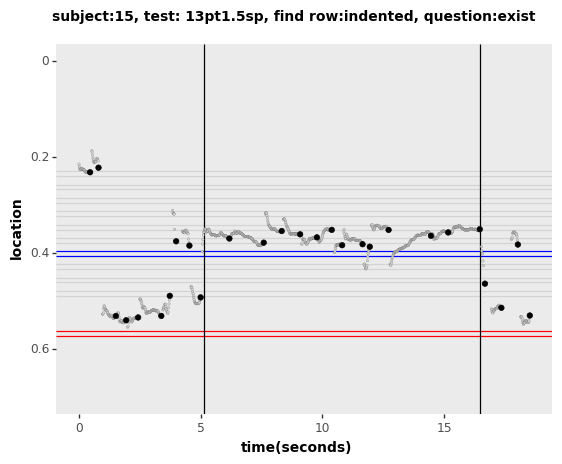 subject:15, test: 13pt1.5sp, find row:indented, question:exist
0
0.2
0.4
0.6
location
0
5
10
15
time(seconds)